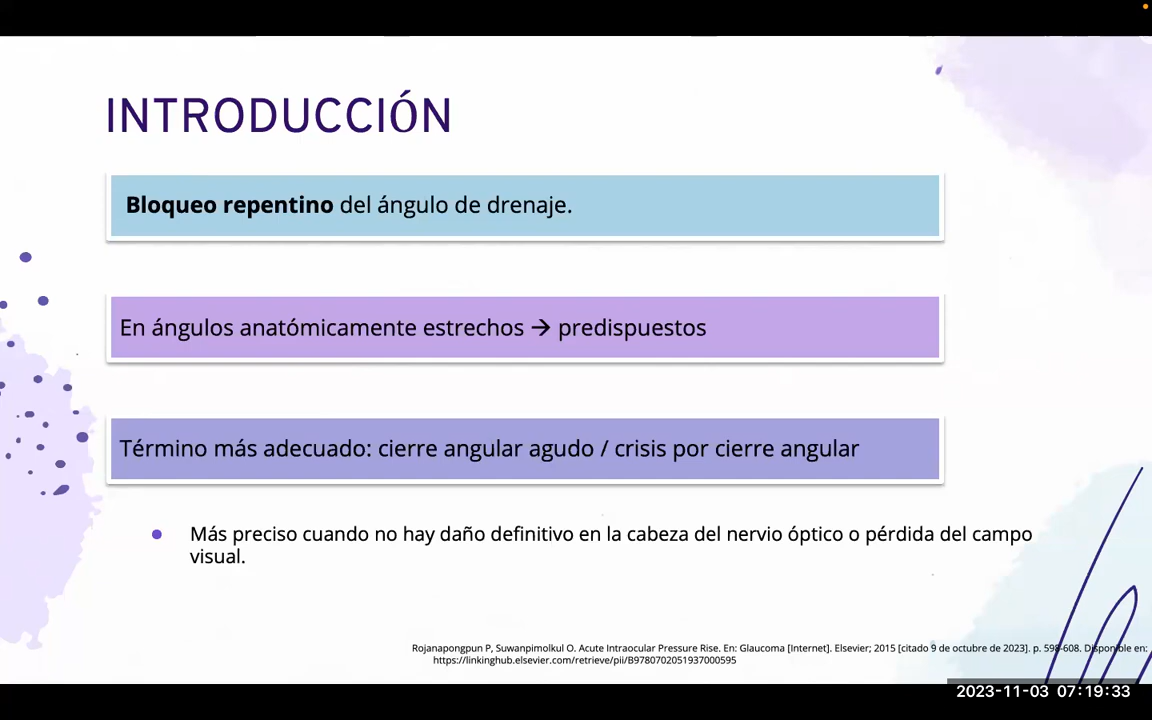 INTRODUCCIÓN
Bloqueo repentino del ángulo de drenaje.
En ángulos anatómicamente estrechos → predispuestos
Término más adecuado: cierre angular agudo / crisis por cierre angular
● Más preciso cuando no hay daño definitivo en la cabeza del nervio óptico o pérdida del campo
visual.
Rojanapongpun P, Suwanpimolkul O. Acute Intraocular Pressure Rise. En: Glaucoma [Internet]. Elsevier; 2015 [citado 9 de octubre de 2023]. p. 598-608. Disponible en:
https://linkinghub.elsevier.com/retrieve/pii/B9780702051937000595
2023-11-03 07:19:33